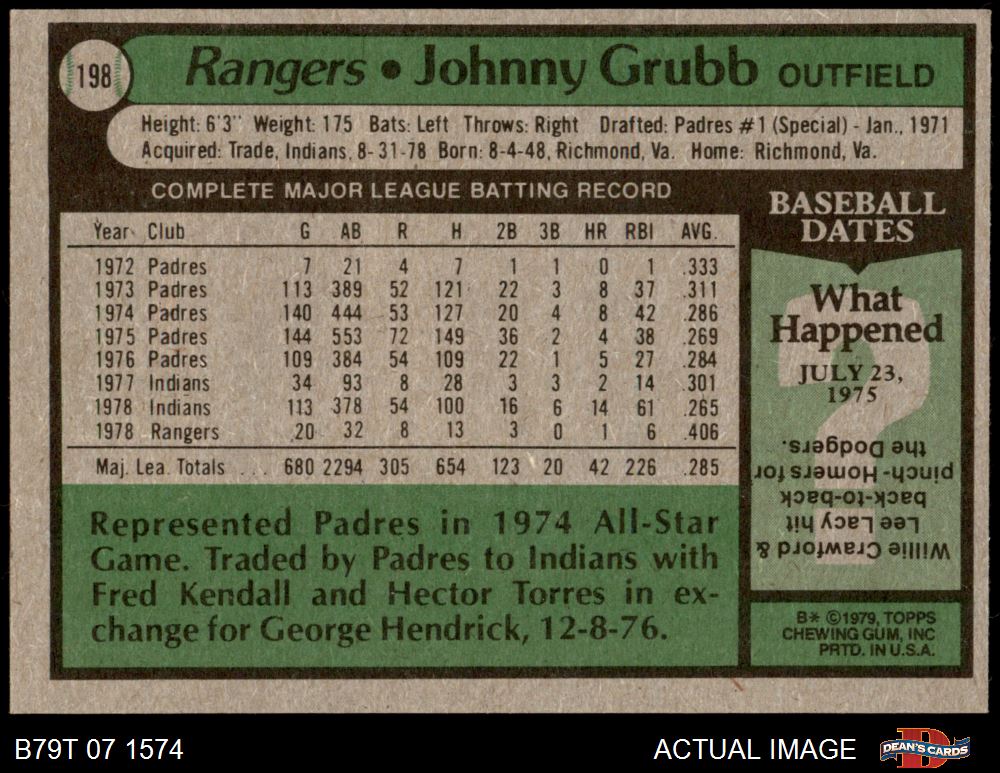 198
Rangers • Johnny Grubb OUTFIELD
Height: 6'3" Weight: 175 Bats: Left Throws: Right Drafted: Padres #1 (Special) - Jan., 1971
Acquired: Trade, Indians, 8-31-78 Born: 8-4-48, Richmond, Va. Home: Richmond, Va.
COMPLETE MAJOR LEAGUE BATTING RECORD
Year Club G AB R H 2B 3B HR RBI AVG.
1972 Padres 7 21 4 7 1 1 0 1 .333
1973 Padres 113 389 52 121 22 3 8 37 .311
1974 Padres 140 444 53 127 20 4 8 42 .286
1975 Padres 144 553 72 149 36 2 4 38 .269
1976 Padres 109 384 54 109 22 1 5 27 .284
1977 Indians 34 93 8 28 3 3 2 14 .301
1978 Indians 113 378 54 100 16 6 14 61 .265
1978 Rangers 20 32 8 13 3 0 1 6 .406
Maj. Lea. Totals ... 680 2294 305 654 123 20 42 226 .285
Represented Padres in 1974 All-Star
Game. Traded by Padres to Indians with
Fred Kendall and Hector Torres in ex-
change for George Hendrick, 12-8-76.
BASEBALL
DATES
What
Happened
JULY 23,
1975
?
Willie Crawford &
Lee Lacy hit
back-to-back
pinch-Homers for
the Dodgers.
B* ©1979, TOPPS
CHEWING GUM, INC
PRTD. IN U.S.A.
B79T 07 1574
ACTUAL IMAGE
DEAN'S CARDS